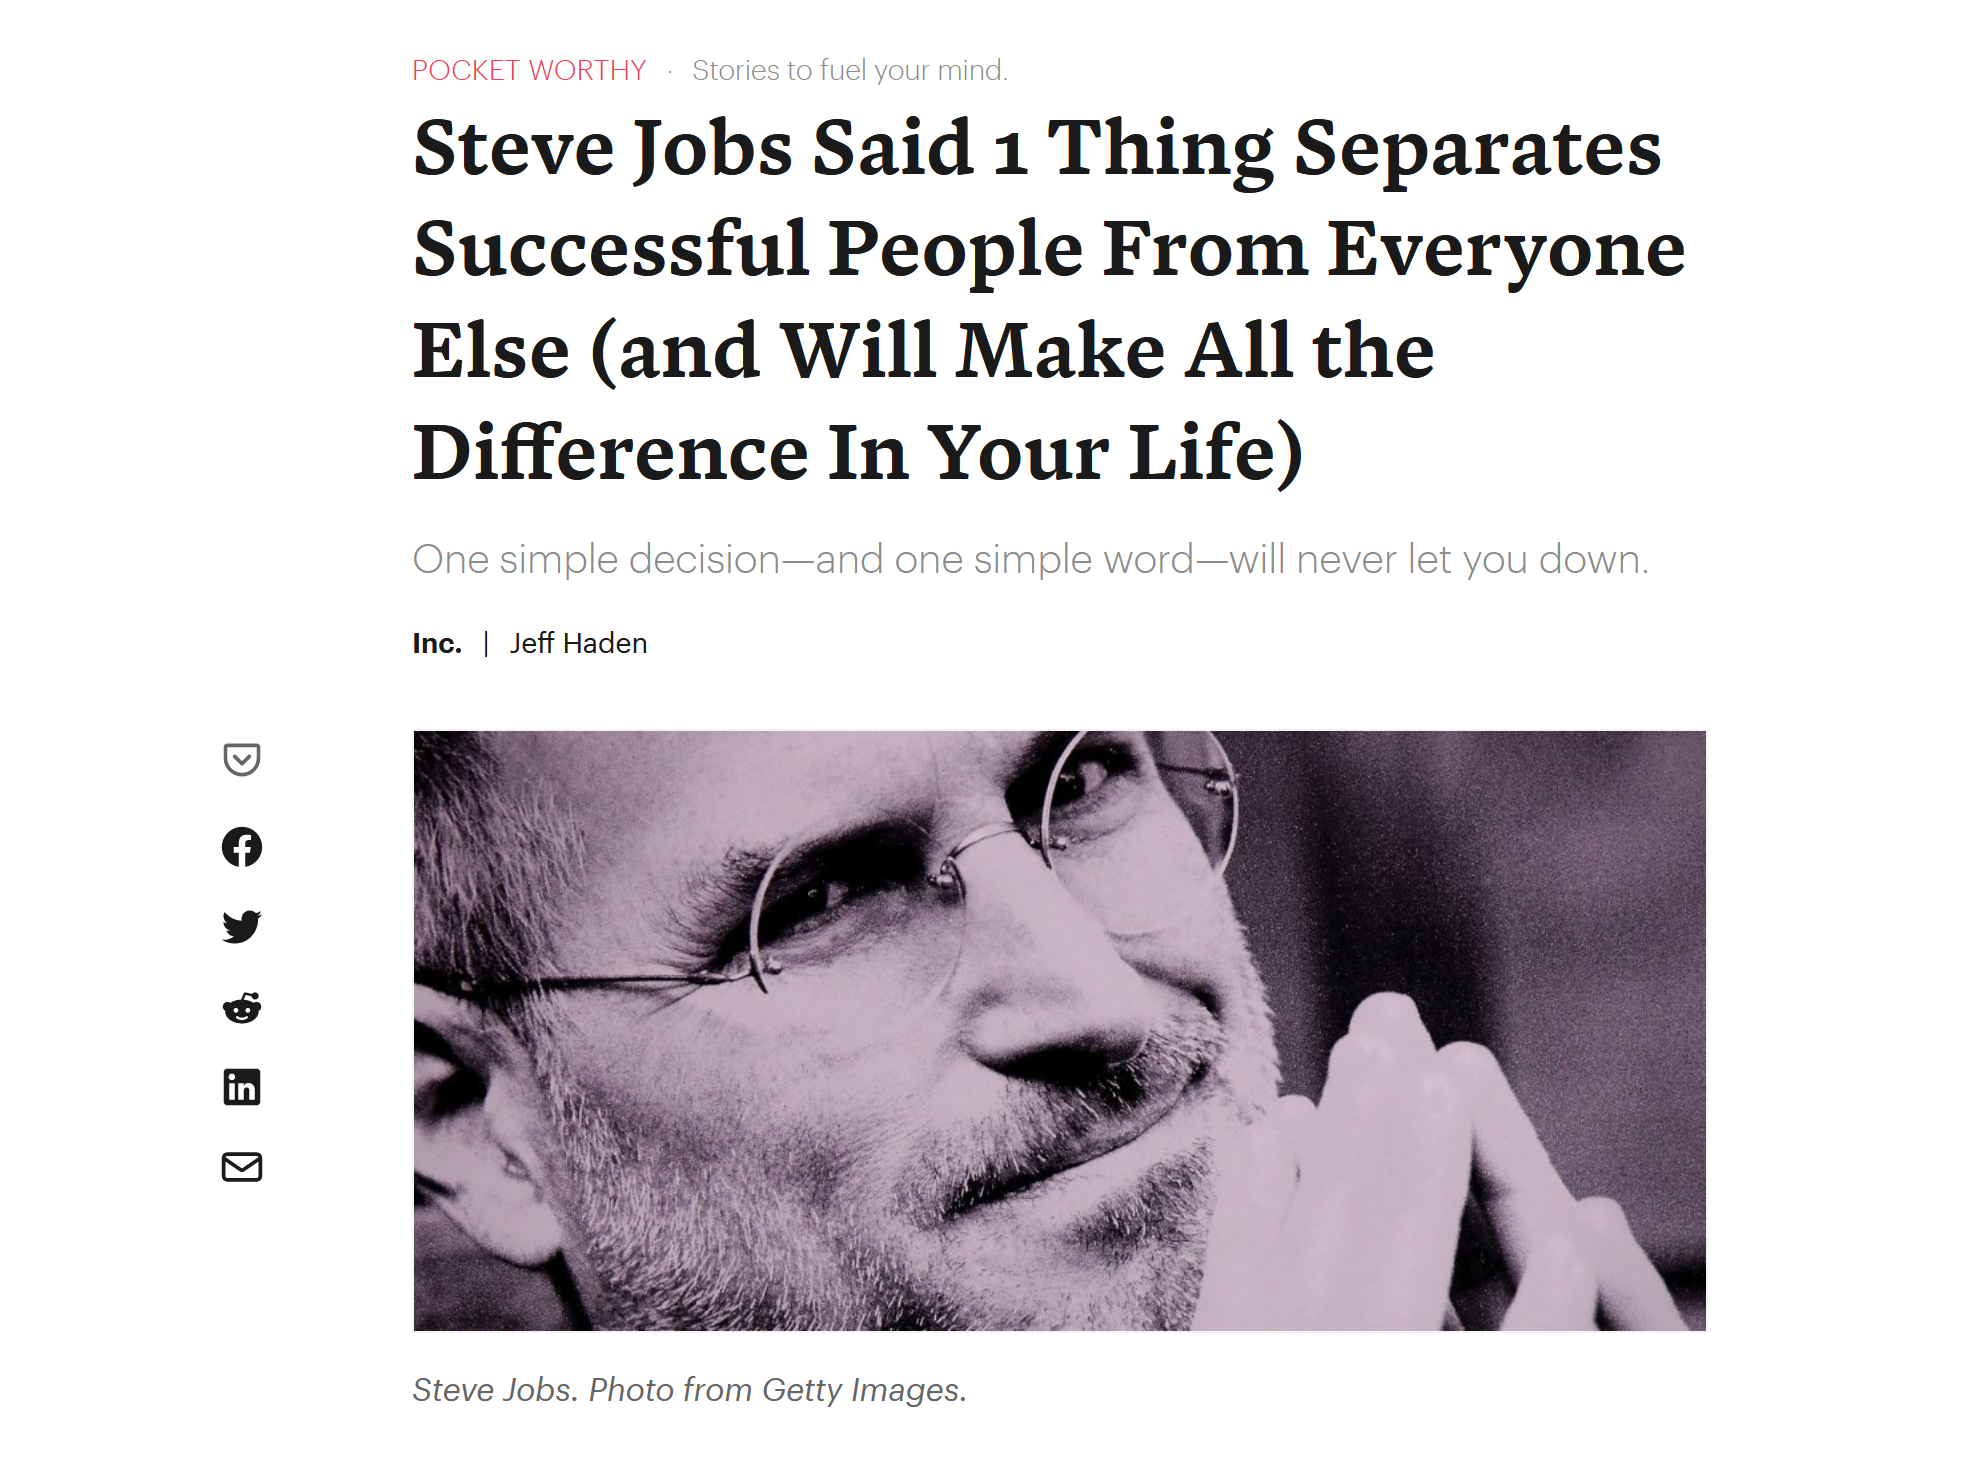 POCKET WORTHY · Stories to fuel your mind.
Steve Jobs Said 1 Thing Separates
Successful People From Everyone
Else (and Will Make All the
Difference In Your Life)
One simple decision—and one simple word—will never let you down.
Inc. | Jeff Haden
Steve Jobs. Photo from Getty Images.